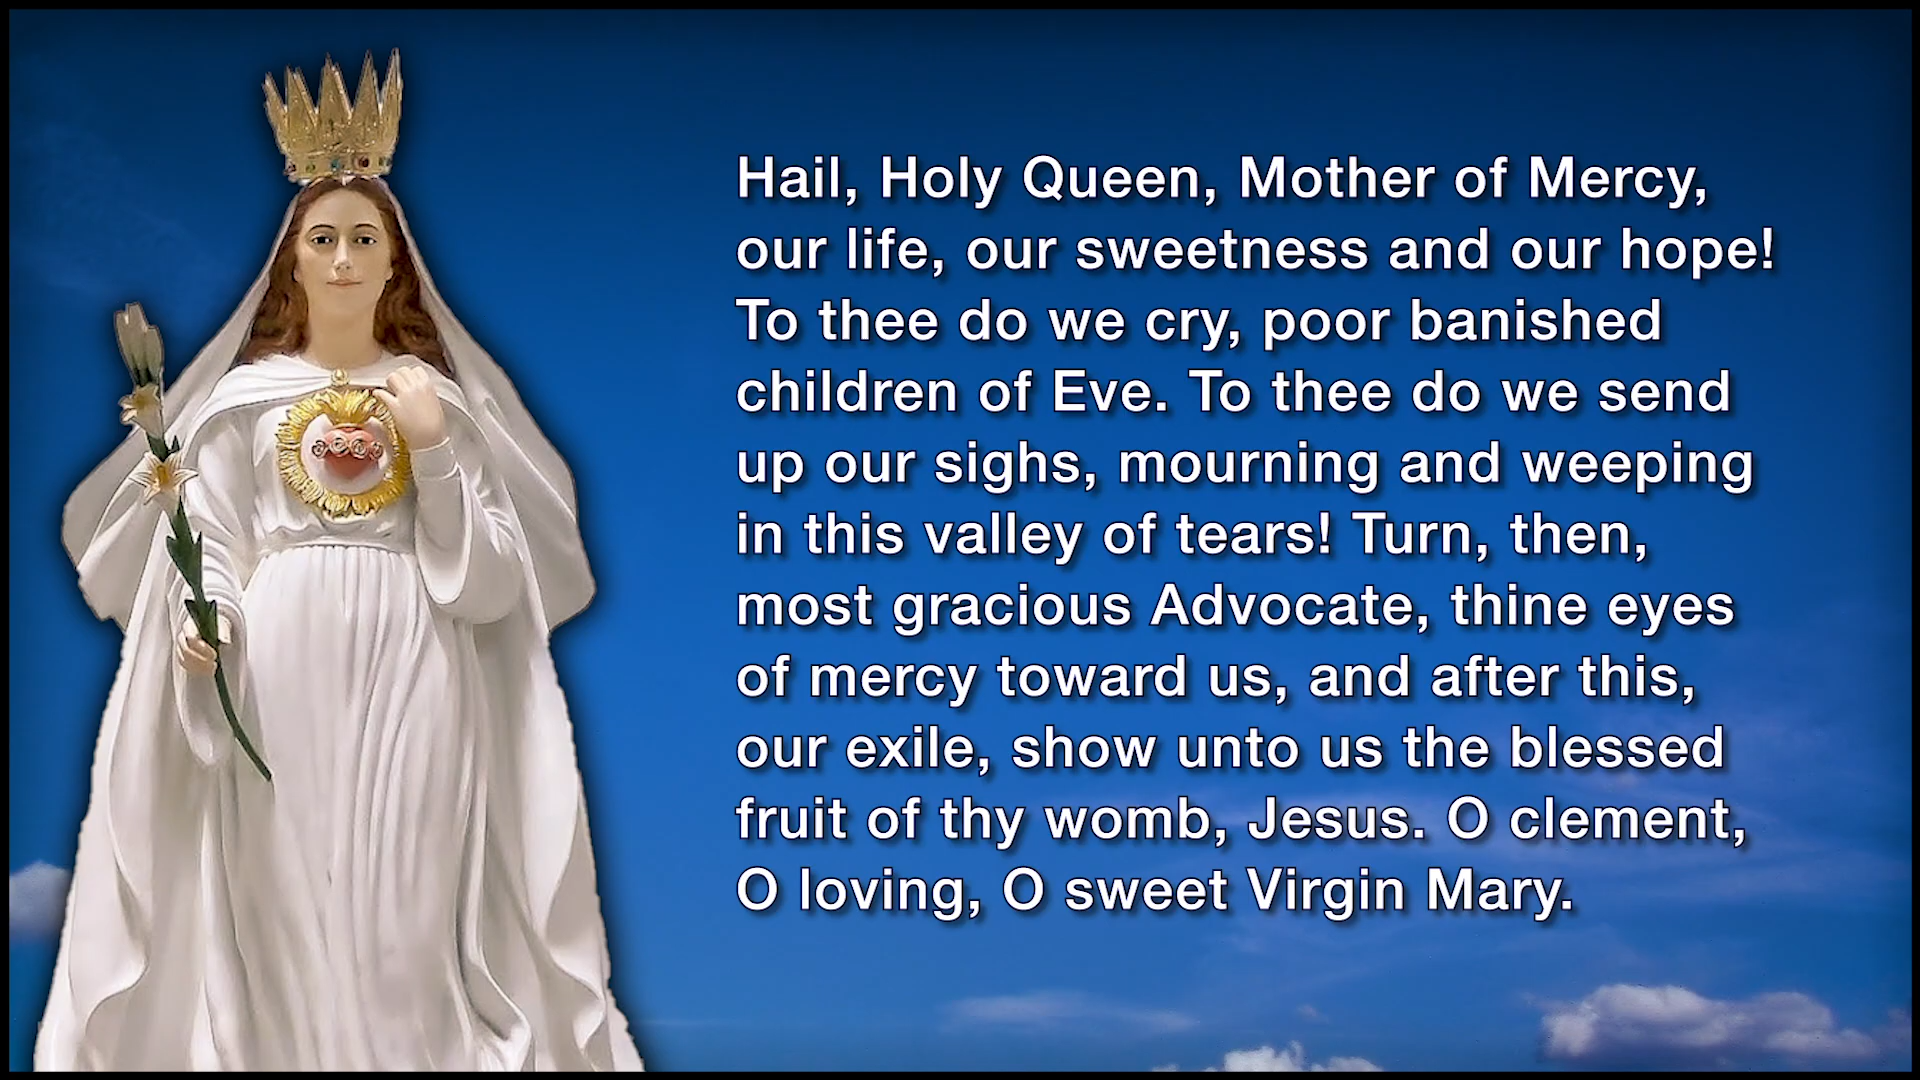 Hail, Holy Queen, Mother of Mercy,
our life, our sweetness and our hope!
To thee do we cry, poor banished
children of Eve. To thee do we send
up our sighs, mourning and weeping
in this valley of tears! Turn, then,
most gracious Advocate, thine eyes
of mercy toward us, and after this,
our exile, show unto us the blessed
fruit of thy womb, Jesus. O clement,
O loving, O sweet Virgin Mary.